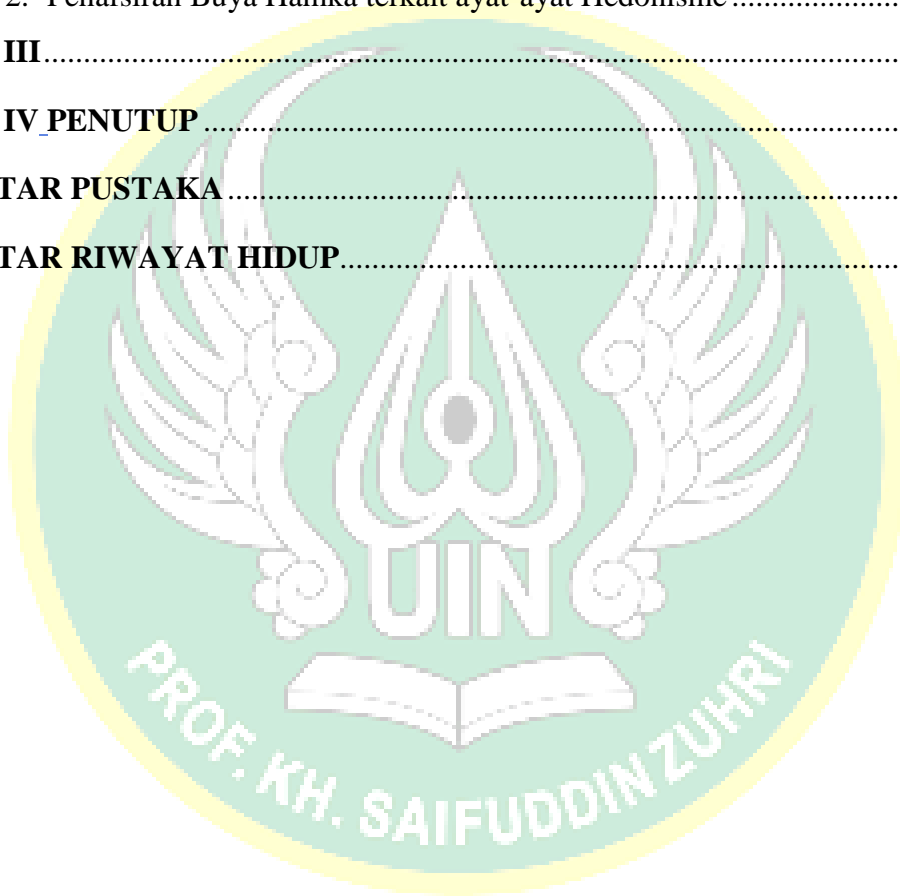 2. Penafsiran Buya Hamka terkait ayat-ayat Hedonisme ....................
III.........................................................................................................
IV PENUTUP .....................................................................................
TAR PUSTAKA ..................................................................................
TAR RIWAYAT HIDUP.....................................................................
UIN
PROF. KH. SAIFUDDIN ZUHRI